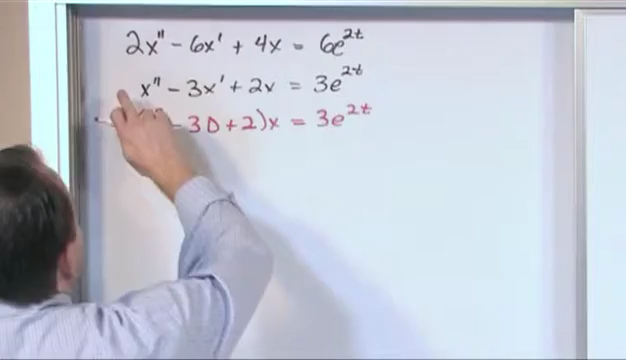 2x" - 6x' + 4x = 6e^2t
x" - 3x' + 2x = 3e^2t
- 3D + 2)x = 3e^2t